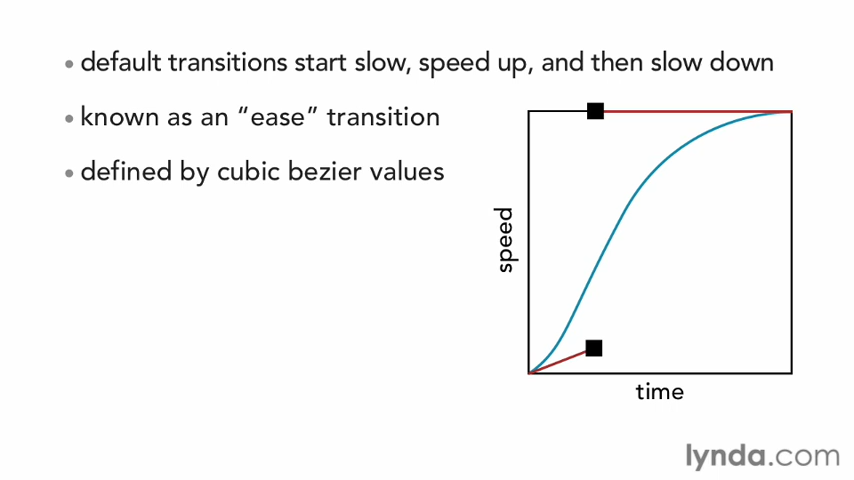 • default transitions start slow, speed up, and then slow down
• known as an “ease” transition
• defined by cubic bezier values
speed
time
lynda.com